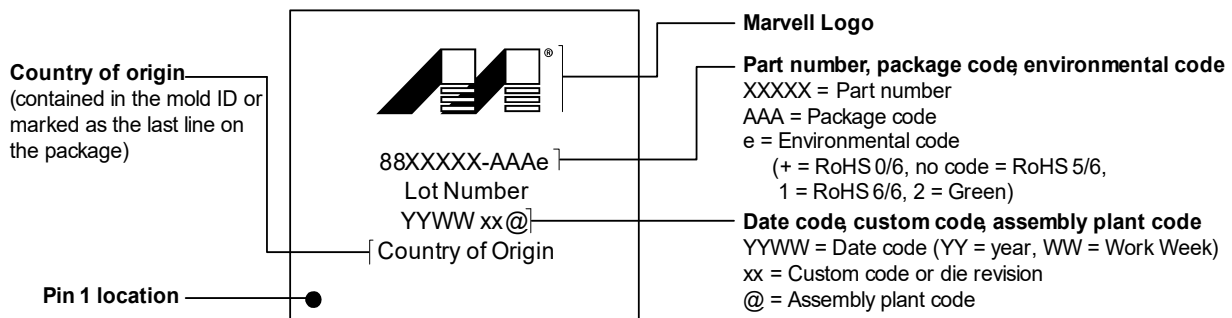 Marvell Logo
Country of origin
(contained in the mold ID or
marked as the last line on
the package)
®
Part number, package code, environmental code
XXXXX = Part number
AAA = Package code
e = Environmental code
(+ = RoHS 0/6, no code = RoHS 5/6,
1 = RoHS 6/6, 2 = Green)
88XXXXX-AAAe
Lot Number
YYWW xx@
Country of Origin
Date code, custom code, assembly plant code
YYWW = Date code (YY = year, WW = Work Week)
xx = Custom code or die revision
@ = Assembly plant code
Pin 1 location